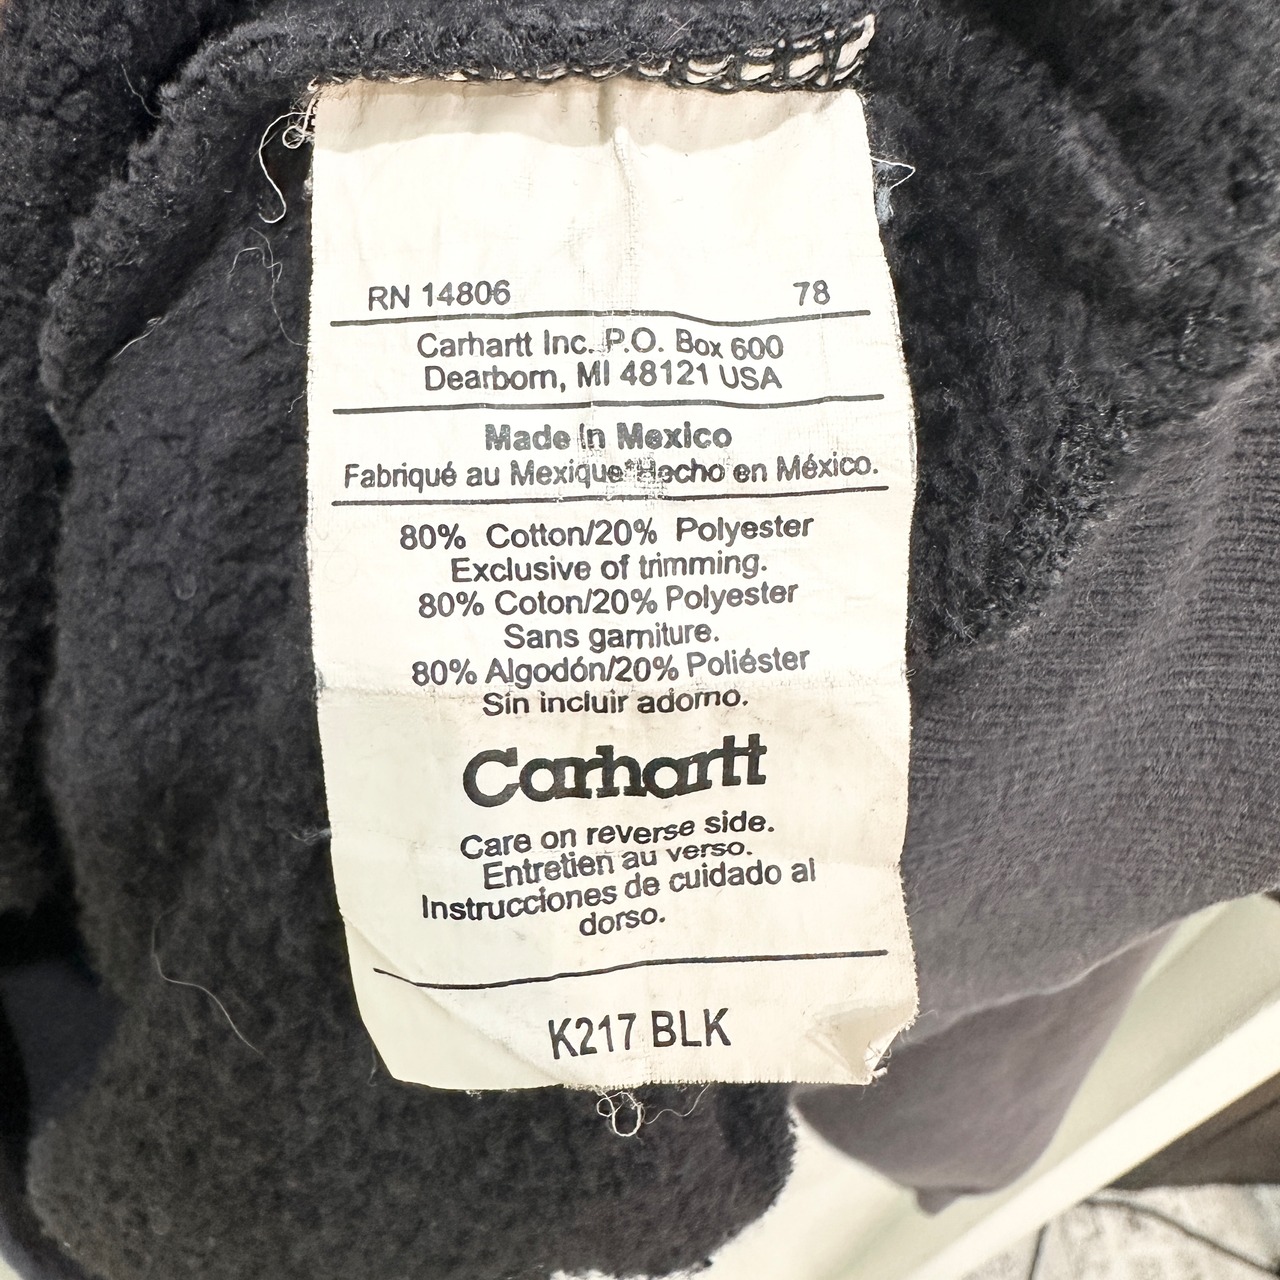 RN 14806 78
Carhartt Inc. P.O. Box 600
Dearborn, MI 48121 USA
Made In Mexico
Fabriqué au Mexique Hecho en México.
80% Cotton/20% Polyester
Exclusive of trimming.
80% Coton/20% Polyester
Sans garniture.
80% Algodón/20% Poliéster
Sin incluir adorno.
Carhartt
Care on reverse side.
Entretien au verso.
Instrucciones de cuidado al
dorso.
K217 BLK